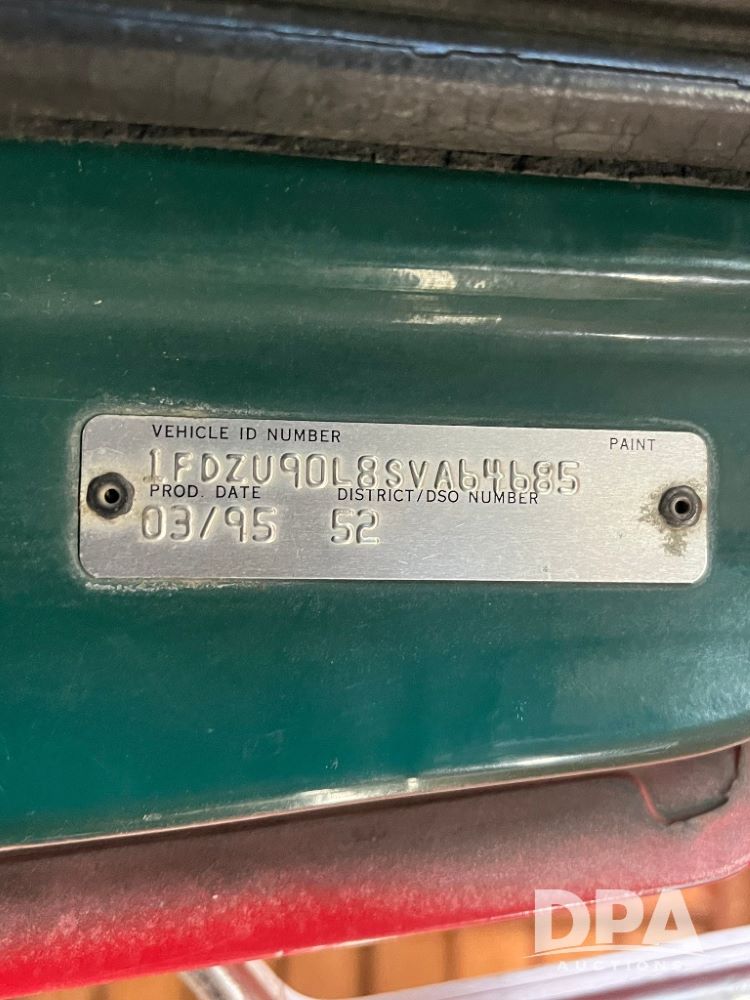 VEHICLE ID NUMBER PAINT
1FDZU90L8SVA64685
PROD. DATE DISTRICT/DSO NUMBER
03/95 52
DPA
AUCTIONS